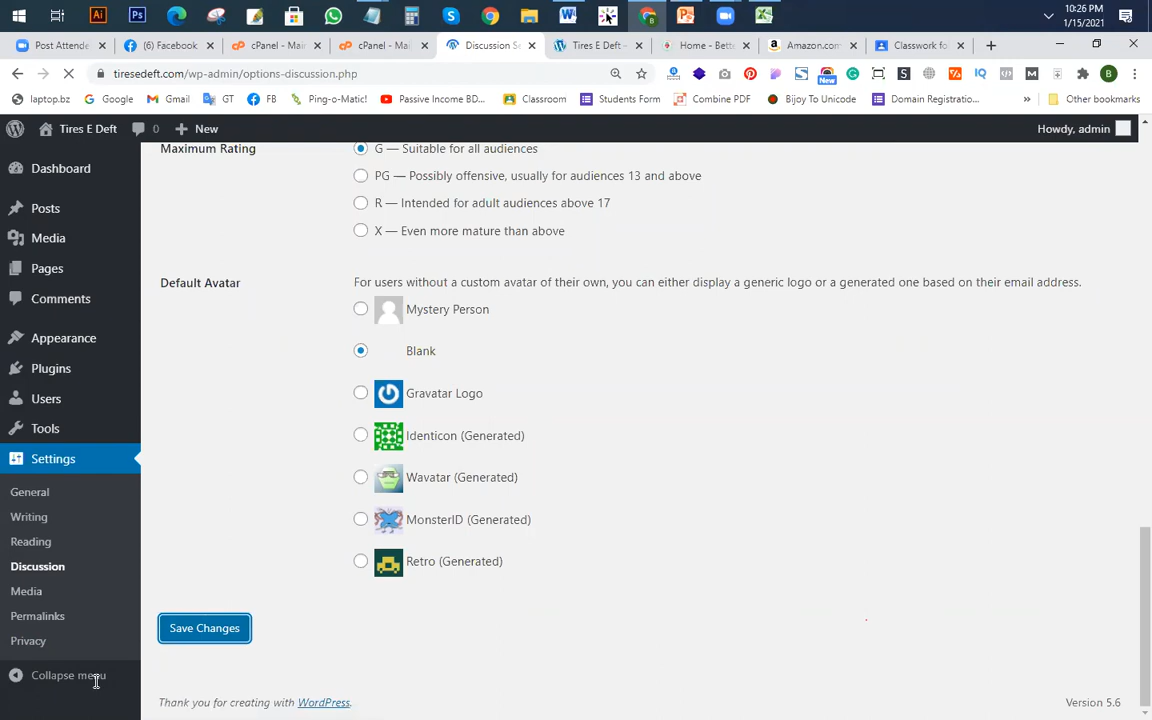 10:26 PM
1/15/2021
Post Attende
(6) Facebook
cPanel - Mai
cPanel - Ma
Discussion Se
Tires E Deft -
Home - Bette
Amazon.com
Classwork fo
tiresedeft.com/wp-admin/options-discussion.php
New
laptop.bz
Google
Gmail
GT
FB
Ping-o-Matic!
Passive Income BD...
Classroom
Students Form
Combine PDF
Bijoy To Unicode
Domain Registratio...
Other bookmarks
Tires E Deft
0
New
Howdy, admin
Dashboard
Posts
Media
Pages
Comments
Appearance
Plugins
Users
Tools
Settings
General
Writing
Reading
Discussion
Media
Permalinks
Privacy
Collapse menu
Maximum Rating
G — Suitable for all audiences
PG — Possibly offensive, usually for audiences 13 and above
R — Intended for adult audiences above 17
X — Even more mature than above
Default Avatar
For users without a custom avatar of their own, you can either display a generic logo or a generated one based on their email address.
Mystery Person
Blank
Gravatar Logo
Identicon (Generated)
Wavatar (Generated)
MonsterID (Generated)
Retro (Generated)
Save Changes
Thank you for creating with WordPress.
Version 5.6